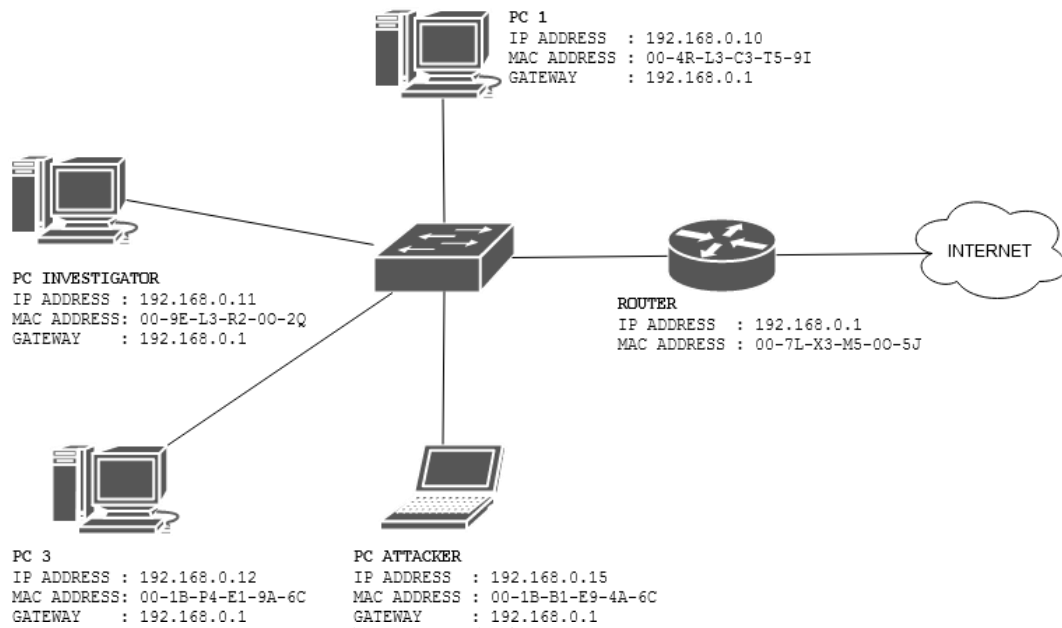 PC 1
IP ADDRESS  : 192.168.0.10
MAC ADDRESS : 00-4R-L3-C3-T5-9I
GATEWAY     : 192.168.0.1
PC INVESTIGATOR
IP ADDRESS : 192.168.0.11
MAC ADDRESS: 00-9E-L3-R2-0O-2Q
GATEWAY    : 192.168.0.1
INTERNET
ROUTER
IP ADDRESS  : 192.168.0.1
MAC ADDRESS : 00-7L-X3-M5-0O-5J
PC 3
IP ADDRESS : 192.168.0.12
MAC ADDRESS: 00-1B-P4-E1-9A-6C
GATEWAY    : 192.168.0.1
PC ATTACKER
IP ADDRESS  : 192.168.0.15
MAC ADDRESS : 00-1B-B1-E9-4A-6C
GATEWAY     : 192.168.0.1